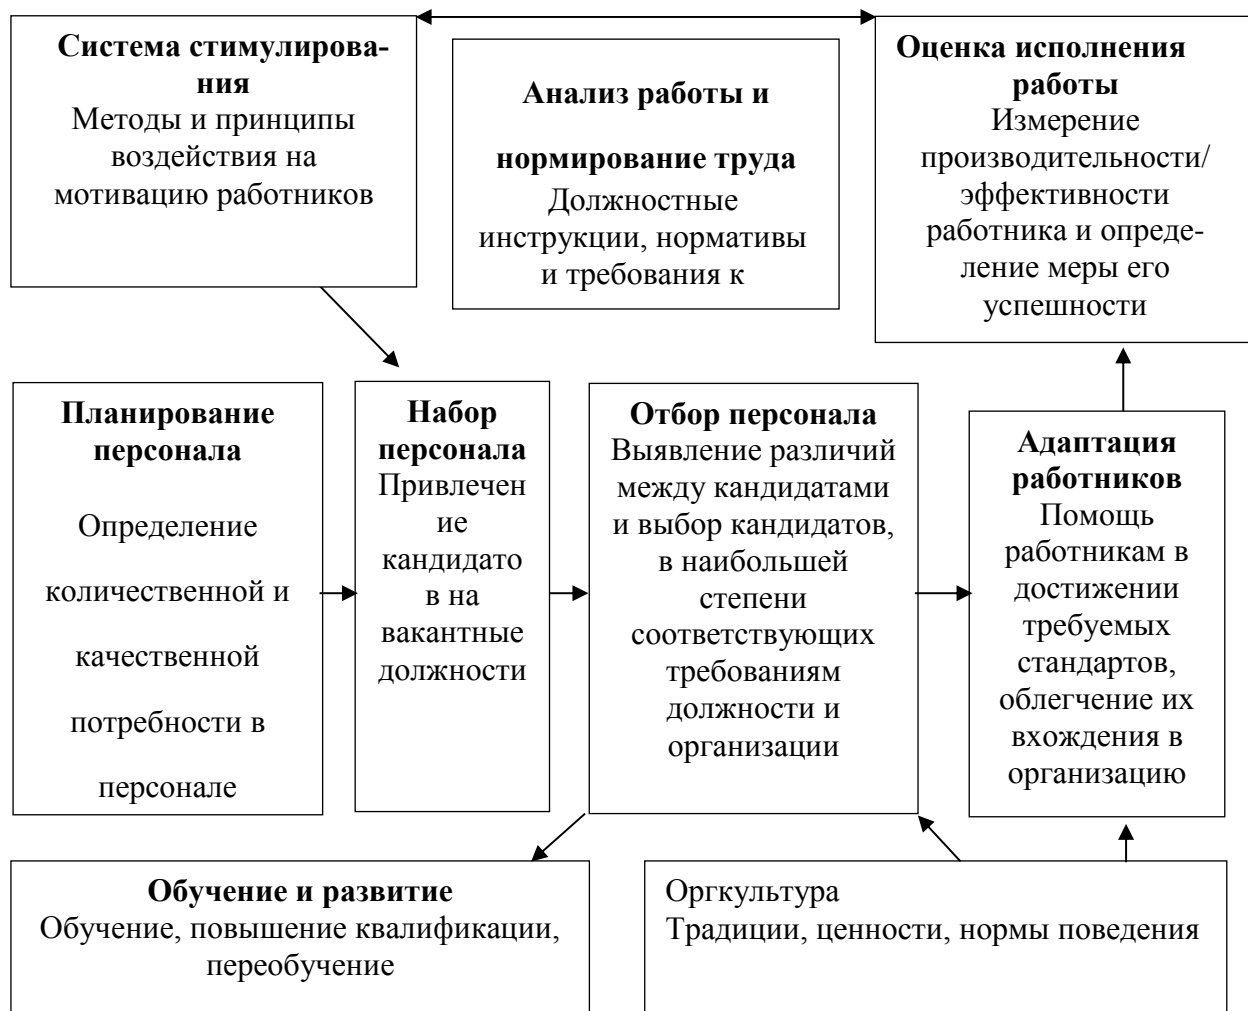 Система стимулирова-
ния
Методы и принципы
воздействия на
мотивацию работников
Анализ работы и
нормирование труда
Должностные
инструкции, нормативы
и требования к
Оценка исполнения
работы
Измерение
производительности/
эффективности
работника и опреде-
ление меры его
успешности
Планирование
персонала
Определение
количественной и
качественной
потребности в
персонале
Набор
персонала
Привлечен
ие
кандидато
в на
вакантные
должности
Отбор персонала
Выявление различий
между кандидатами
и выбор кандидатов,
в наибольшей
степени
соответствующих
требованиям
должности и
организации
Адаптация
работников
Помощь
работникам в
достижении
требуемых
стандартов,
облегчение их
вхождения в
организацию
Обучение и развитие
Обучение, повышение квалификации,
переобучение
Оргкультура
Традиции, ценности, нормы поведения